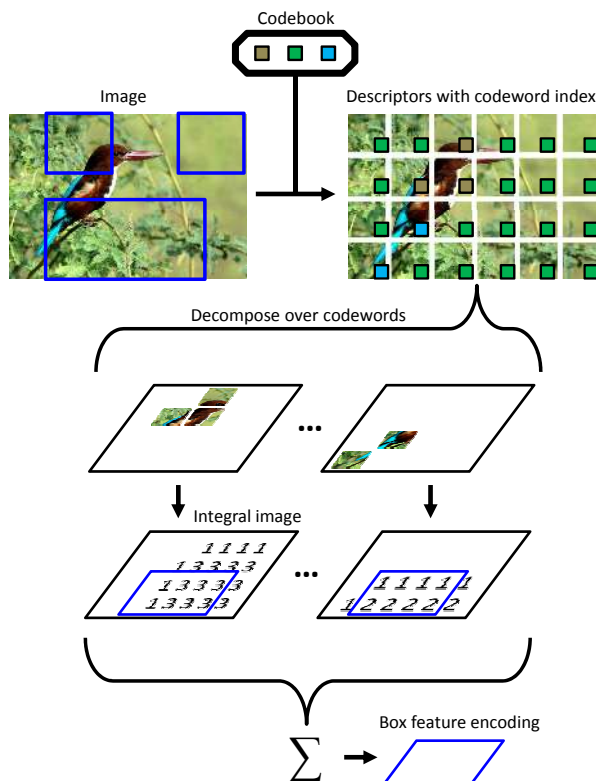 Codebook
Image
Descriptors with codeword index
Decompose over codewords
...
...
Integral image
1 1 1 1
1 3 3 3 3
1 3 3 3 3
1 3 3 3 3
...
1 1 1 1 1
1 2 2 2 2 2
Box feature encoding
Σ